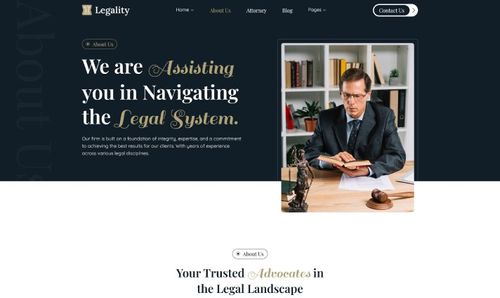 Legality
Home
About Us
Attorney
Blog
Pages
Contact Us
About Us
About Us
We are Assisting
you in Navigating
the Legal System.
Our firm is built on a foundation of integrity, expertise, and a commitment
to achieving the best results for our clients. With years of experience
across various legal disciplines.
About Us
Your Trusted Advocates in
the Legal Landscape